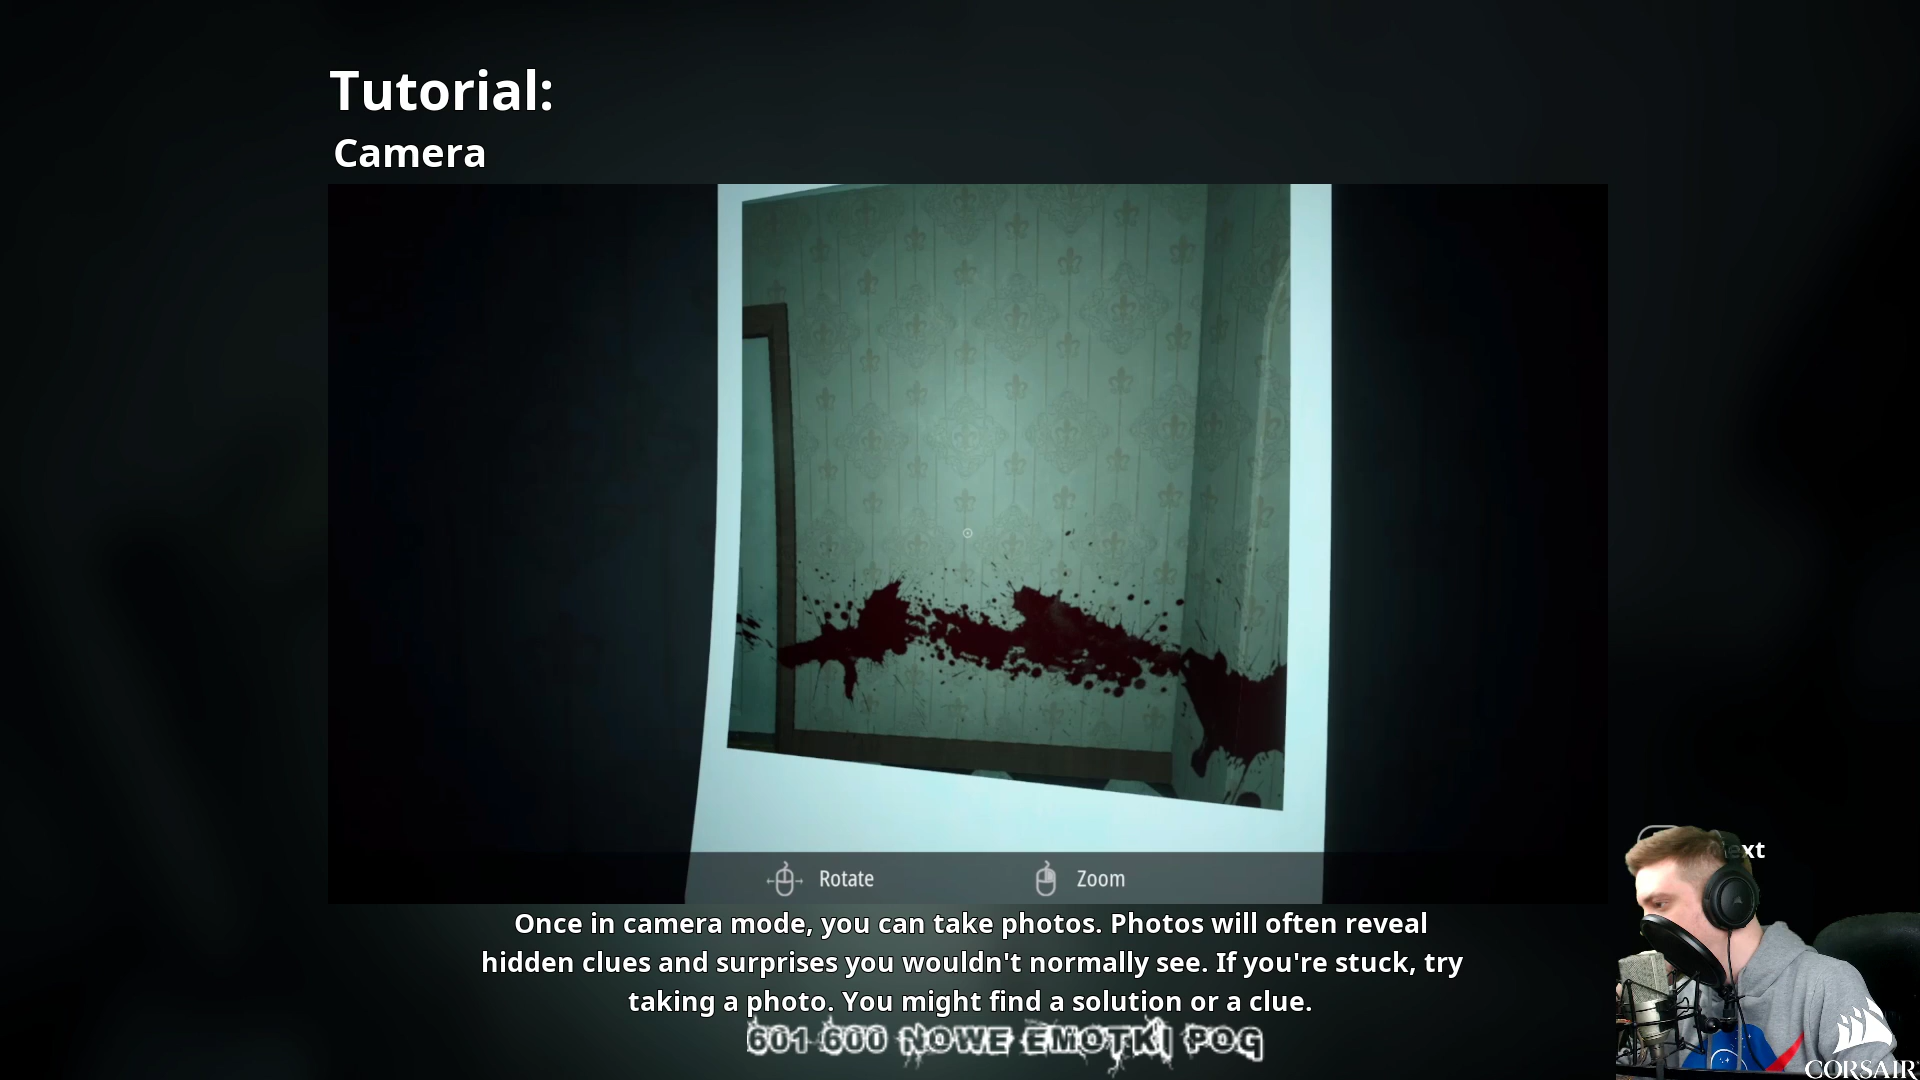 Tutorial:
Camera
Rotate
Zoom
ext
Once in camera mode, you can take photos. Photos will often reveal
hidden clues and surprises you wouldn't normally see. If you're stuck, try
taking a photo. You might find a solution or a clue.
601 600 NOWE EMOTKI POG
CORSAIR